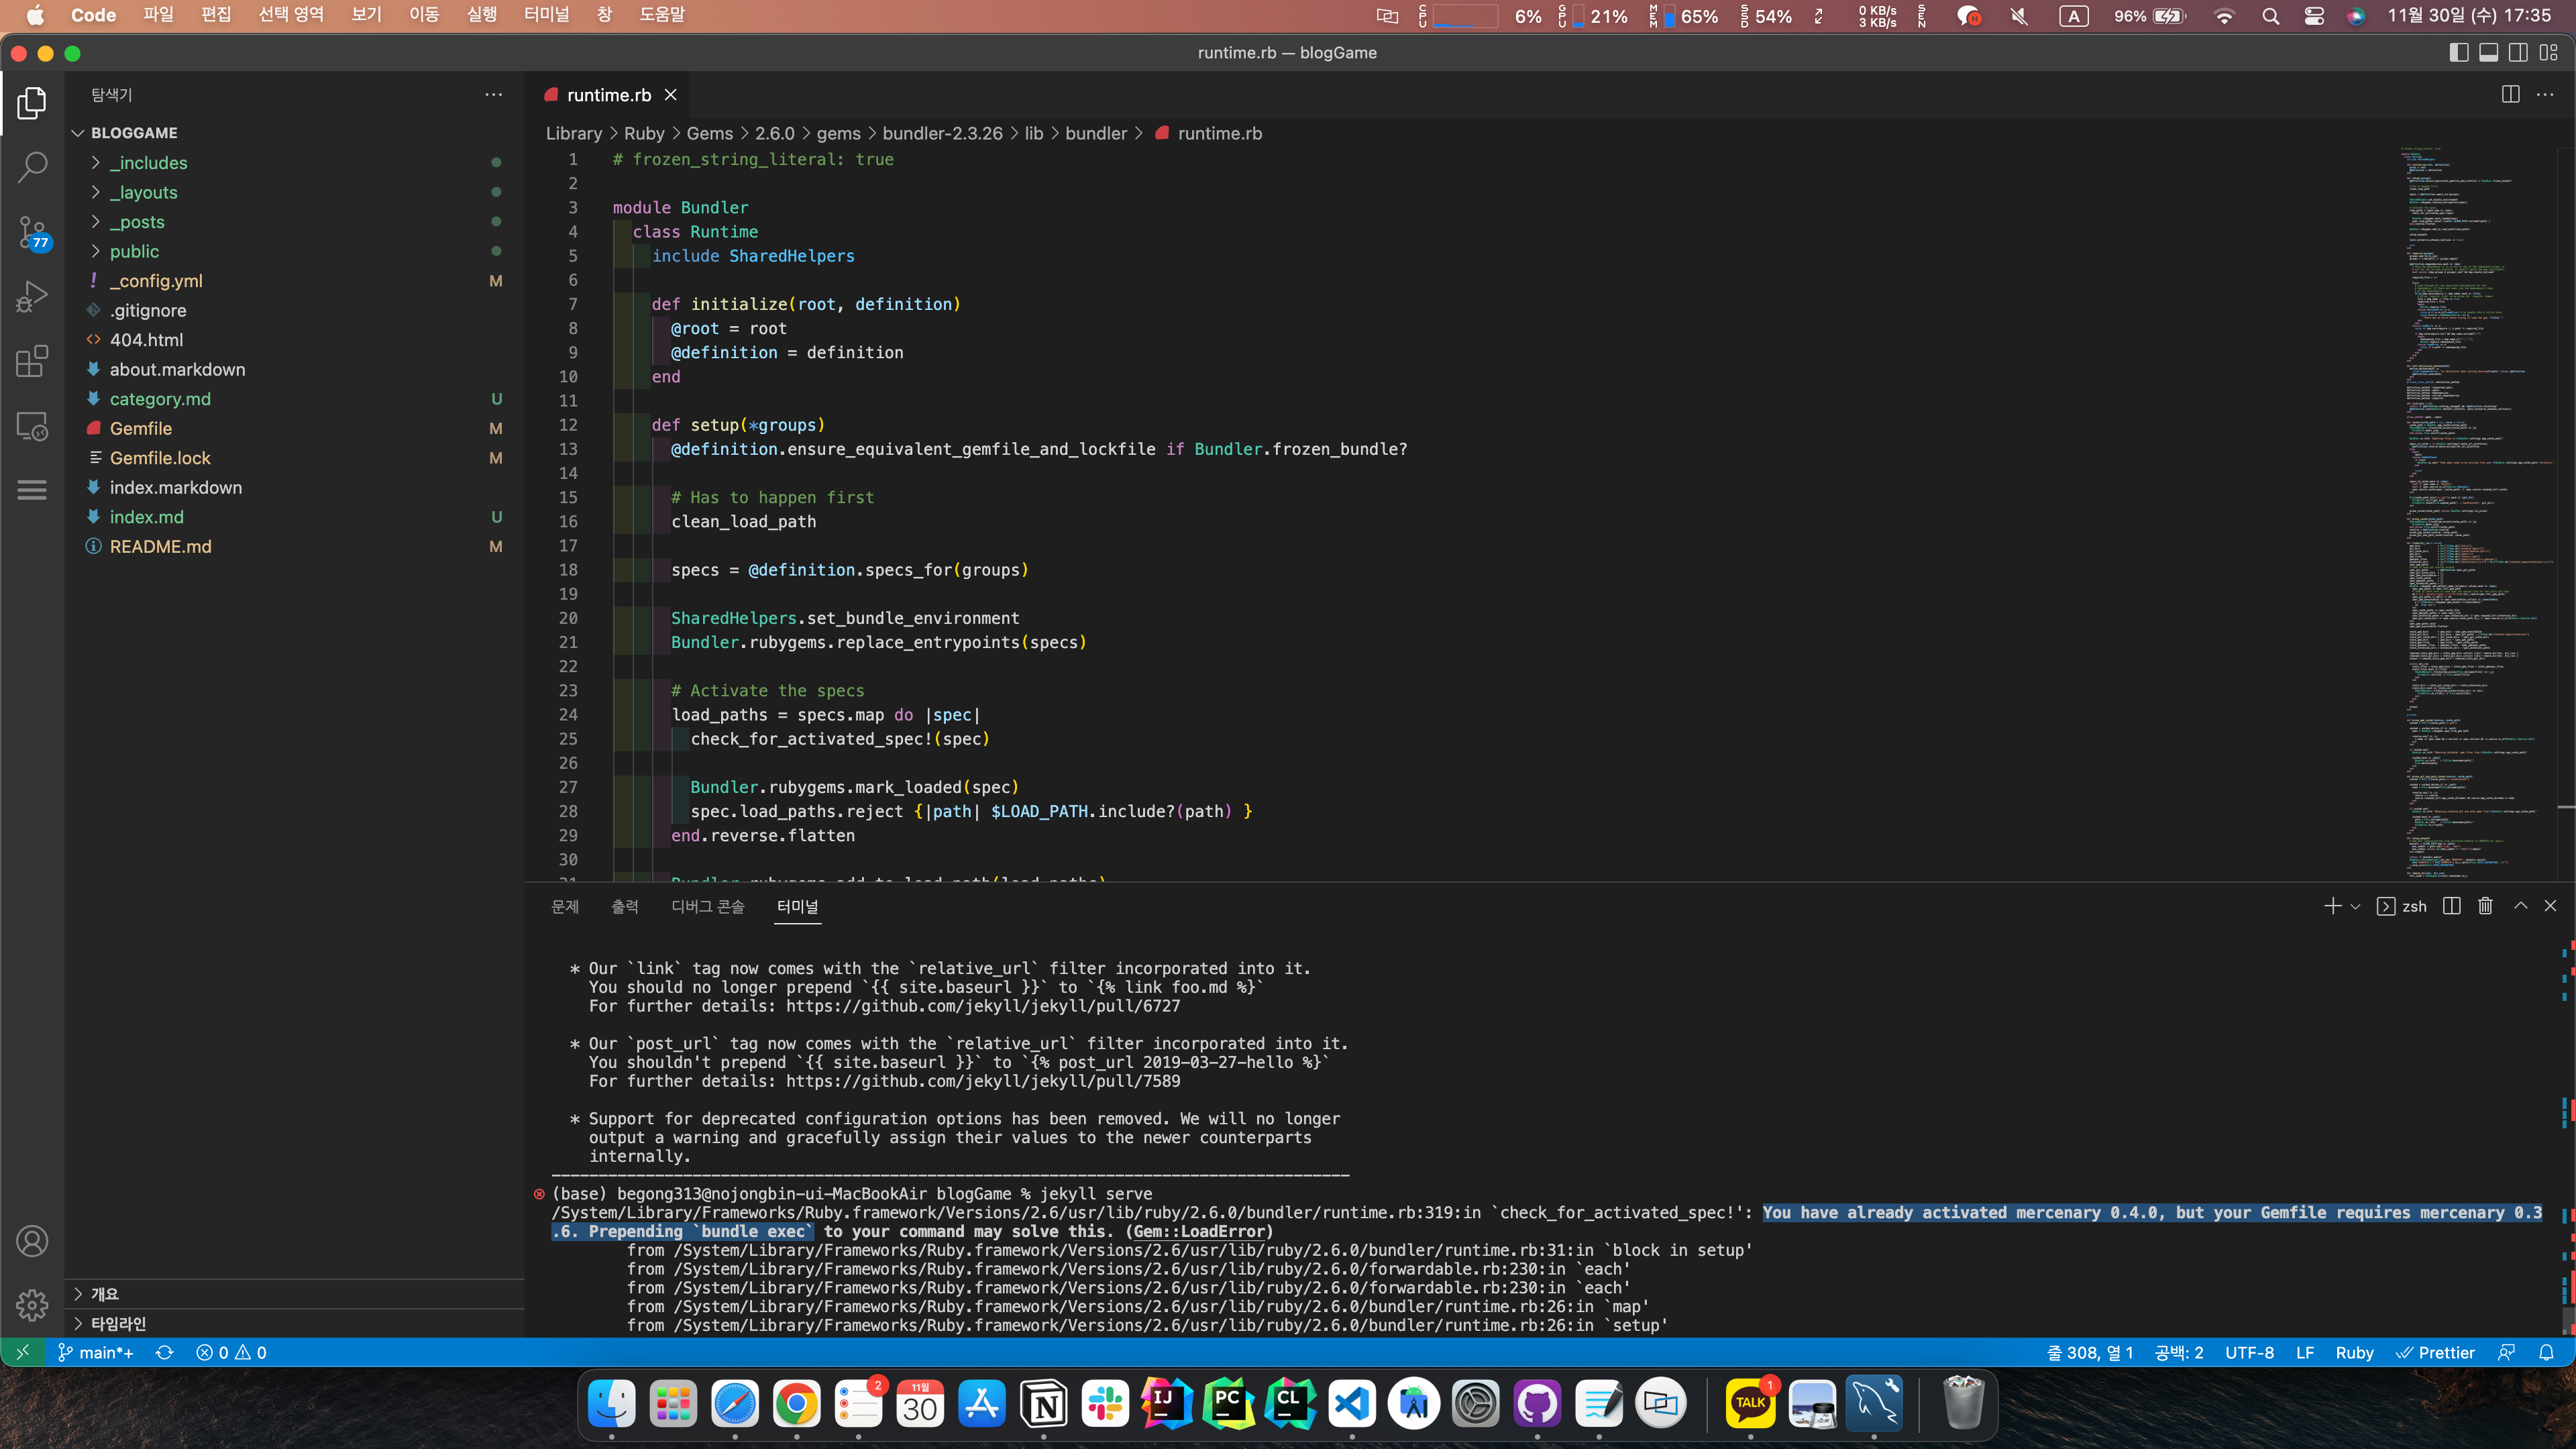 Code 파일 편집 선택 영역 보기 이동 실행 터미널 창 도움말
CPU 6% GPU 21% MEM 65% SSD 54% 0 KB/s 3 KB/s SEN A 96% 11월 30일 (수) 17:35
runtime.rb — blogGame
탐색기
BLOGGAME
_includes
_layouts
_posts
public
! _config.yml M
.gitignore
404.html
about.markdown
category.md U
Gemfile M
Gemfile.lock M
index.markdown
index.md U
README.md M
77
개요
타임라인
runtime.rb
Library > Ruby > Gems > 2.6.0 > gems > bundler-2.3.26 > lib > bundler > runtime.rb
1 # frozen_string_literal: true
2
3 module Bundler
4 class Runtime
5 include SharedHelpers
6
7 def initialize(root, definition)
8 @root = root
9 @definition = definition
10 end
11
12 def setup(*groups)
13 @definition.ensure_equivalent_gemfile_and_lockfile if Bundler.frozen_bundle?
14
15 # Has to happen first
16 clean_load_path
17
18 specs = @definition.specs_for(groups)
19
20 SharedHelpers.set_bundle_environment
21 Bundler.rubygems.replace_entrypoints(specs)
22
23 # Activate the specs
24 load_paths = specs.map do |spec|
25 check_for_activated_spec!(spec)
26
27 Bundler.rubygems.mark_loaded(spec)
28 spec.load_paths.reject {|path| $LOAD_PATH.include?(path) }
29 end.reverse.flatten
30
31 Bundler.rubygems.add_to_load_path(load_paths)
문제 출력 디버그 콘솔 터미널
zsh
* Our `link` tag now comes with the `relative_url` filter incorporated into it.
You should no longer prepend `{{ site.baseurl }}` to `{% link foo.md %}`
For further details: https://github.com/jekyll/jekyll/pull/6727
* Our `post_url` tag now comes with the `relative_url` filter incorporated into it.
You shouldn't prepend `{{ site.baseurl }}` to `{% post_url 2019-03-27-hello %}`
For further details: https://github.com/jekyll/jekyll/pull/7589
* Support for deprecated configuration options has been removed. We will no longer
output a warning and gracefully assign their values to the newer counterparts
internally.
(base) begong313@nojongbin-ui-MacBookAir blogGame % jekyll serve
/System/Library/Frameworks/Ruby.framework/Versions/2.6/usr/lib/ruby/2.6.0/bundler/runtime.rb:319:in `check_for_activated_spec!': You have already activated mercenary 0.4.0, but your Gemfile requires mercenary 0.3
.6. Prepending `bundle exec` to your command may solve this. (Gem::LoadError)
from /System/Library/Frameworks/Ruby.framework/Versions/2.6/usr/lib/ruby/2.6.0/bundler/runtime.rb:31:in `block in setup'
from /System/Library/Frameworks/Ruby.framework/Versions/2.6/usr/lib/ruby/2.6.0/forwardable.rb:230:in `each'
from /System/Library/Frameworks/Ruby.framework/Versions/2.6/usr/lib/ruby/2.6.0/forwardable.rb:230:in `each'
from /System/Library/Frameworks/Ruby.framework/Versions/2.6/usr/lib/ruby/2.6.0/bundler/runtime.rb:26:in `map'
from /System/Library/Frameworks/Ruby.framework/Versions/2.6/usr/lib/ruby/2.6.0/bundler/runtime.rb:26:in `setup'
main*+ 0 0 줄 308, 열 1 공백: 2 UTF-8 LF Ruby Prettier
2 11월 30 IJ PC CL TALK 1